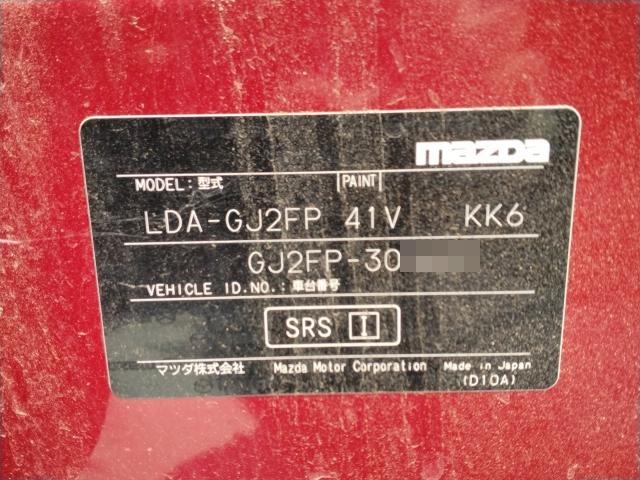 mazda
MODEL: 型式 PAINT
LDA-GJ2FP 41V KK6
GJ2FP-30
VEHICLE ID.NO.: 車台番号
SRS I
マツダ株式会社 Mazda Motor Corporation Made in Japan
(D10A)